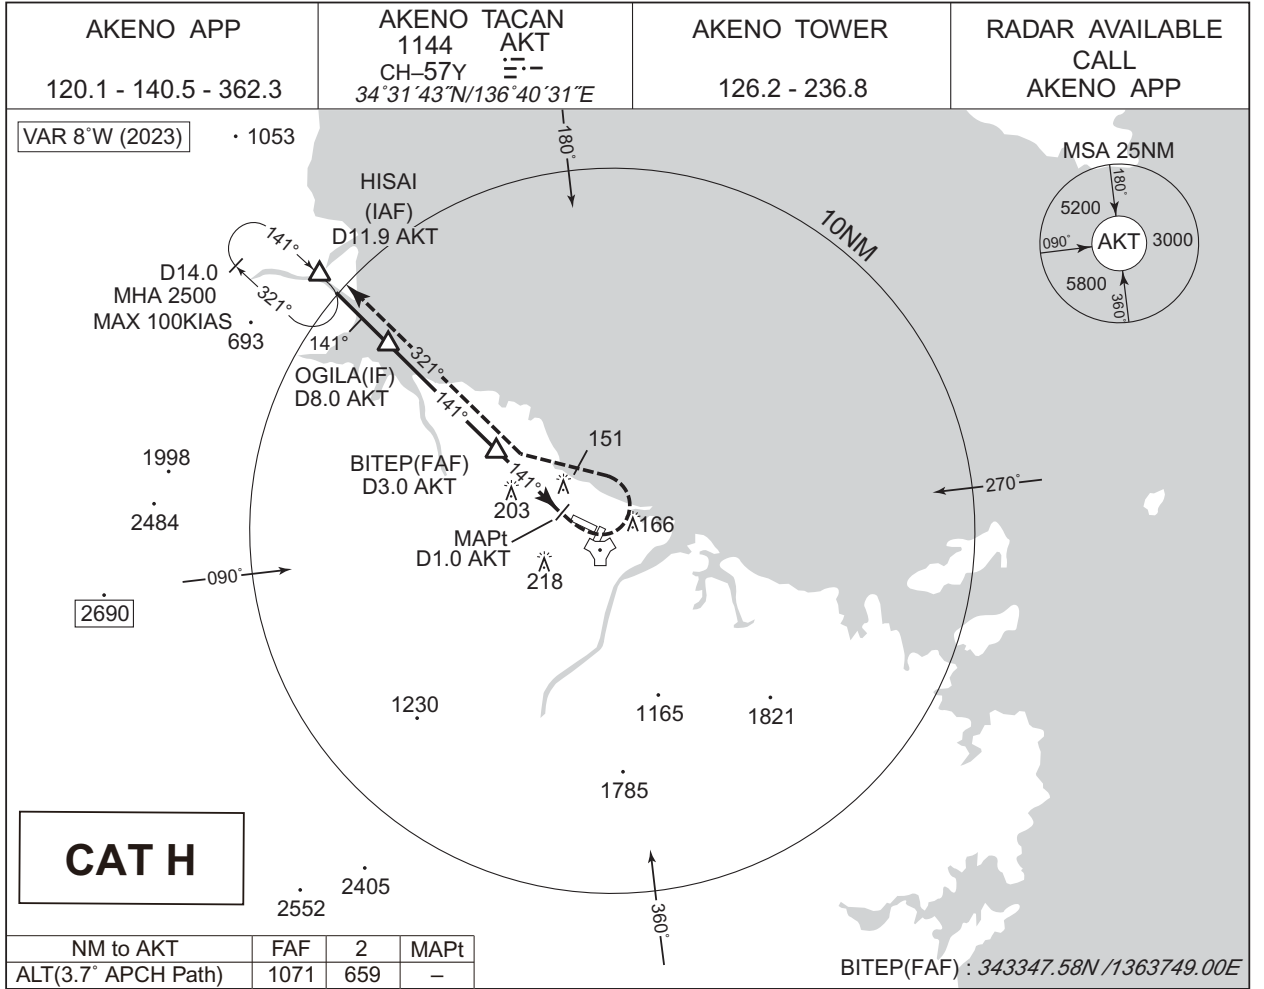 AKENO APP
120.1 - 140.5 - 362.3
AKENO TACAN
1144 AKT
CH–57Y
34˚31´43˝N/136˚40´31˝E
AKENO TOWER
126.2 - 236.8
RADAR AVAILABLE
CALL
AKENO APP
VAR 8˚W (2023)
1053
180˚
MSA 25NM
180˚
5200
090˚
AKT
3000
5800
360˚
10NM
HISAI
(IAF)
D11.9 AKT
141°
D14.0
MHA 2500
MAX 100KIAS
321°
693
141°
321°
OGILA(IF)
D8.0 AKT
141°
151
BITEP(FAF)
D3.0 AKT
141°
203
166
MAPt
D1.0 AKT
218
270˚
1998
2484
090˚
2690
1230
1165
1821
1785
CAT H
2405
2552
360˚
NM to AKT FAF 2 MAPt
ALT(3.7˚ APCH Path) 1071 659 –
BITEP(FAF) : 343347.58N /1363749.00E